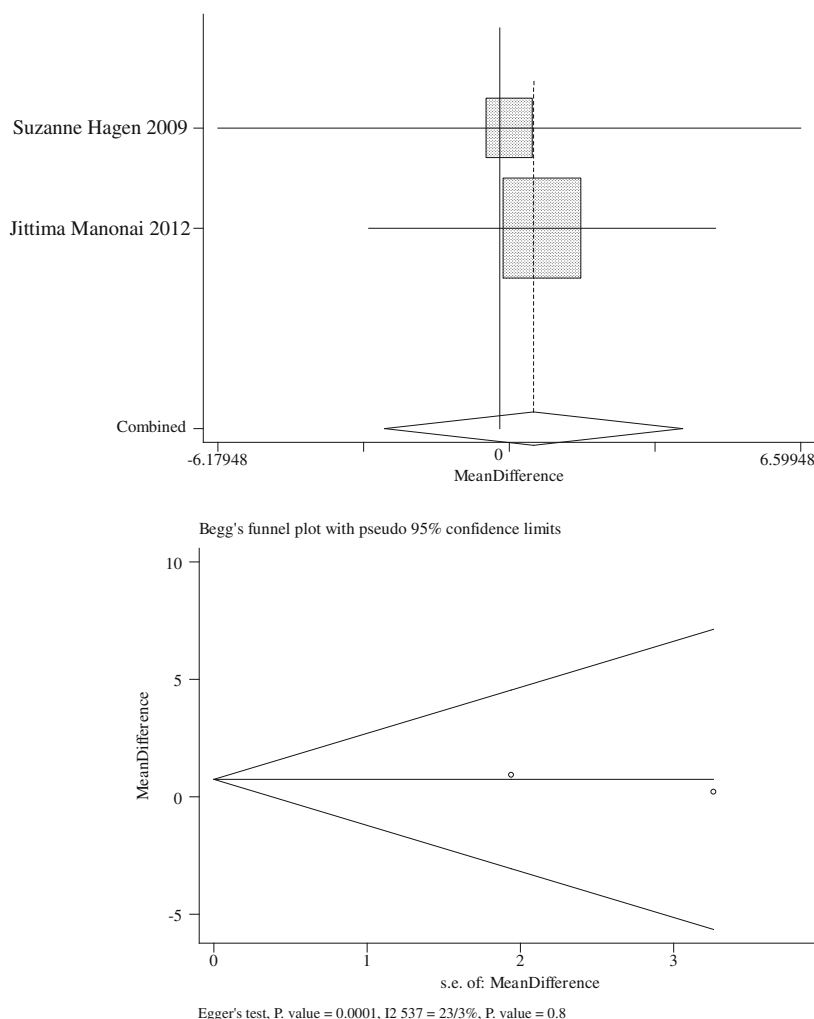 Suzanne Hagen 2009
Jittima Manonai 2012
Combined
-6.17948 0 6.59948
MeanDifference
Begg's funnel plot with pseudo 95% confidence limits
MeanDifference
10
5
0
-5
0 1 2 3
s.e. of: MeanDifference
Egger's test, P. value = 0.0001, I2 537 = 23/3%, P. value = 0.8